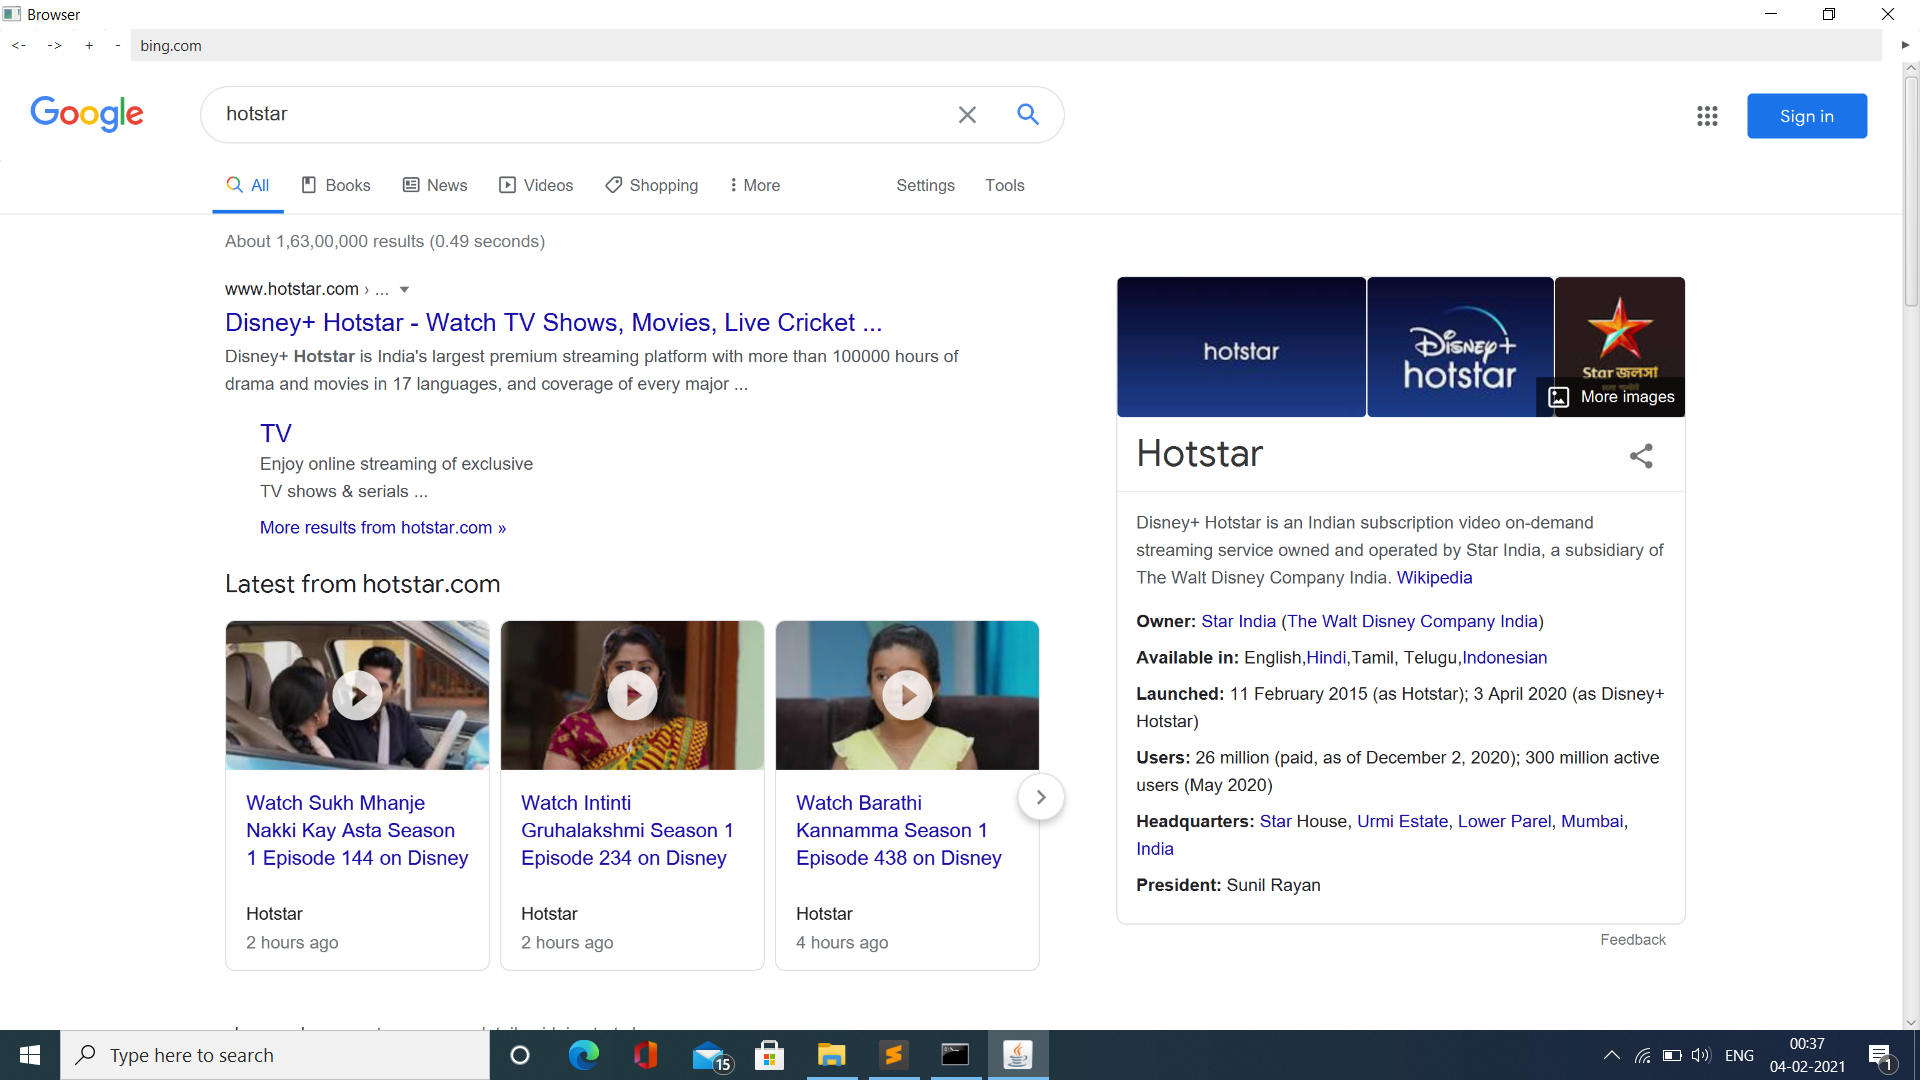 Browser
<- -> + - bing.com
Google
hotstar
Sign in
All Books News Videos Shopping More Settings Tools
About 1,63,00,000 results (0.49 seconds)
www.hotstar.com › ...
Disney+ Hotstar - Watch TV Shows, Movies, Live Cricket ...
Disney+ Hotstar is India's largest premium streaming platform with more than 100000 hours of
drama and movies in 17 languages, and coverage of every major ...
TV
Enjoy online streaming of exclusive
TV shows & serials ...
More results from hotstar.com »
Latest from hotstar.com
Watch Sukh Mhanje
Nakki Kay Asta Season
1 Episode 144 on Disney
Hotstar
2 hours ago
Watch Intinti
Gruhalakshmi Season 1
Episode 234 on Disney
Hotstar
2 hours ago
Watch Barathi
Kannamma Season 1
Episode 438 on Disney
Hotstar
4 hours ago
hotstar
Disney+
hotstar
Star জলসা
More images
Hotstar
Disney+ Hotstar is an Indian subscription video on-demand
streaming service owned and operated by Star India, a subsidiary of
The Walt Disney Company India. Wikipedia
Owner: Star India (The Walt Disney Company India)
Available in: English,Hindi,Tamil, Telugu,Indonesian
Launched: 11 February 2015 (as Hotstar); 3 April 2020 (as Disney+
Hotstar)
Users: 26 million (paid, as of December 2, 2020); 300 million active
users (May 2020)
Headquarters: Star House, Urmi Estate, Lower Parel, Mumbai,
India
President: Sunil Rayan
Feedback
Type here to search
15
ENG
00:37
04-02-2021
1